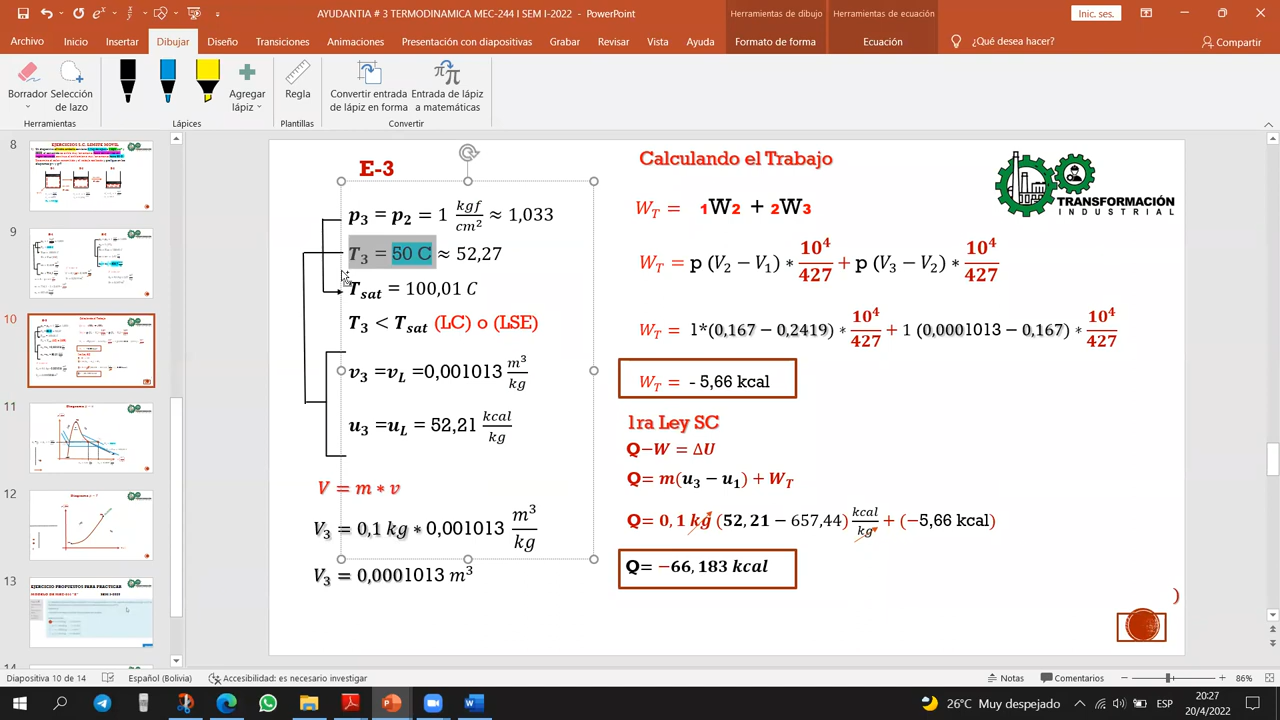 AYUDANTIA # 3 TERMODINAMICA MEC-244 I SEM I-2022 - PowerPoint
Herramientas de dibujo
Herramientas de ecuación
Inic. ses.
Archivo Inicio Insertar Dibujar Diseño Transiciones Animaciones Presentación con diapositivas Grabar Revisar Vista Ayuda Formato de forma Ecuación ¿Qué desea hacer? Compartir
Borrador Selección de lazo
Agregar lápiz
Regla
Convertir entrada de lápiz en forma
Entrada de lápiz a matemáticas
Herramientas Lápices Plantillas Convertir
8
9
10
11
12
13
14
E-3
p₃ = p₂ = 1 kgf/cm² ≈ 1,033
T₃ = 50 C ≈ 52,27
T_sat = 100,01 C
T₃ < T_sat (LC) o (LSE)
v₃ =v_L =0,001013 m³/kg
u₃ =u_L = 52,21 kcal/kg
V = m ∗ v
V₃ = 0,1 kg ∗ 0,001013 m³/kg
V₃ = 0,0001013 m³
Calculando el Trabajo
W_T = ₁W₂ + ₂W₃
W_T = p (V₂ − V₁) ∗ 10⁴/427 + p (V₃ − V₂) ∗ 10⁴/427
W_T = 1*(0,167 − 0,2419) ∗ 10⁴/427 + 1 (0,0001013 − 0,167) ∗ 10⁴/427
W_T = - 5,66 kcal
1ra Ley SC
Q−W = ΔU
Q= m(u₃ − u₁) + W_T
Q= 0,1 kg (52,21 − 657,44) kcal/kg + (−5,66 kcal)
Q= −66,183 kcal
)
TRANSFORMACIÓN
INDUSTRIAL
Diapositiva 10 de 14 Español (Bolivia) Accesibilidad: es necesario investigar Notas Comentarios 86%
26°C Muy despejado ESP 20:27
20/4/2022